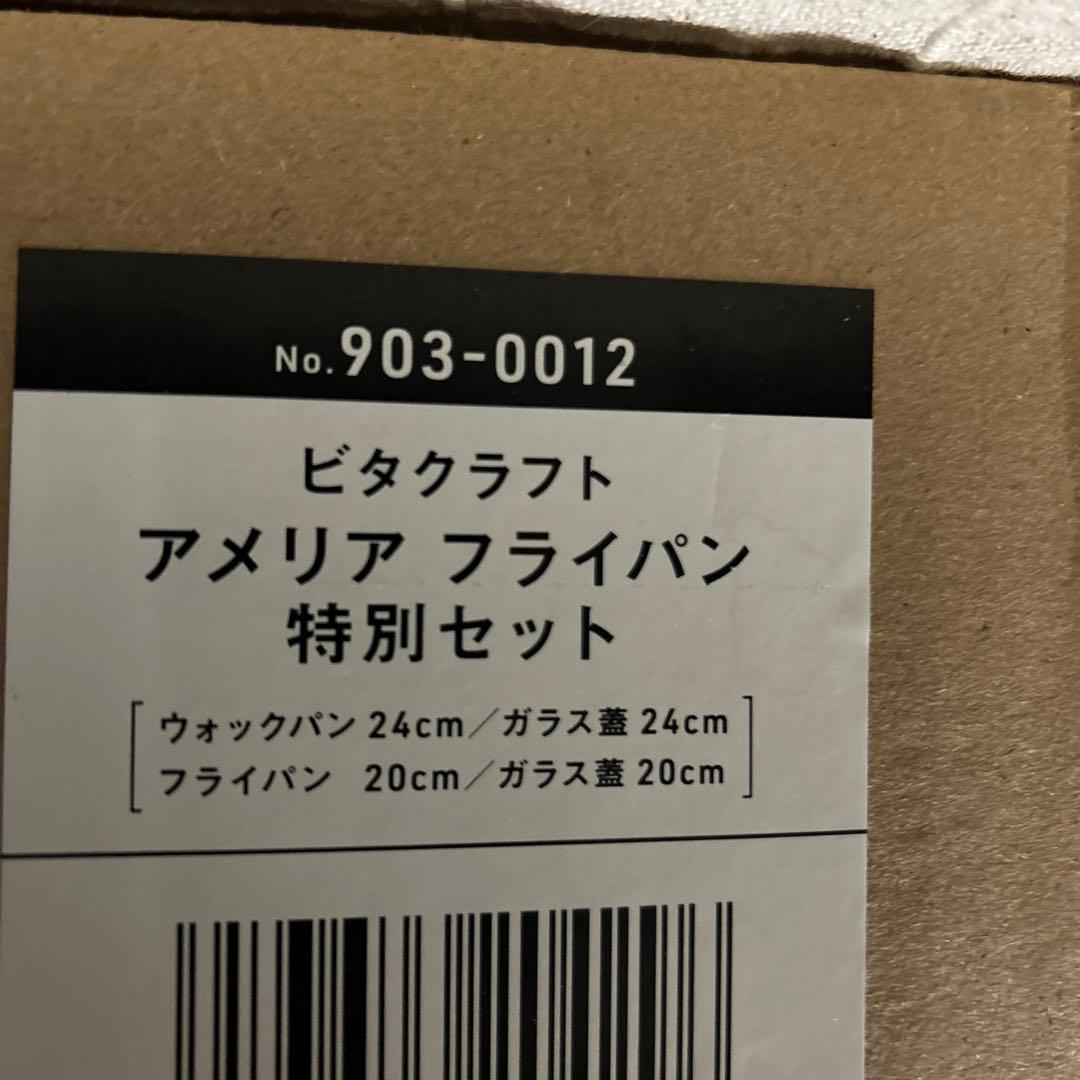 No.903-0012
ビタクラフト
アメリア フライパン
特別セット
ウォックパン 24cm／ガラス蓋 24cm
フライパン 20cm／ガラス蓋 20cm